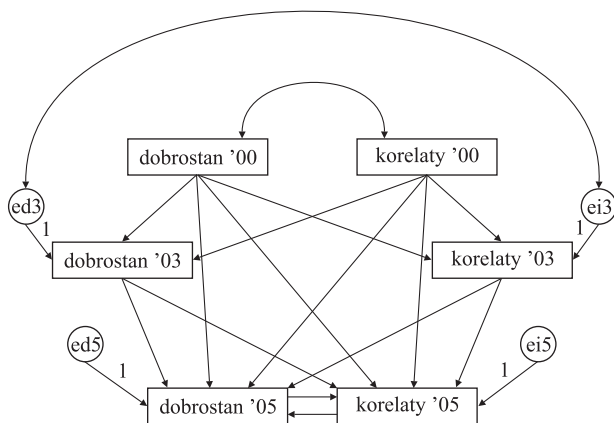 dobrostan ’00
korelaty ’00
ed3
ei3
1
1
dobrostan ’03
korelaty ’03
ed5
ei5
1
1
dobrostan ’05
korelaty ’05